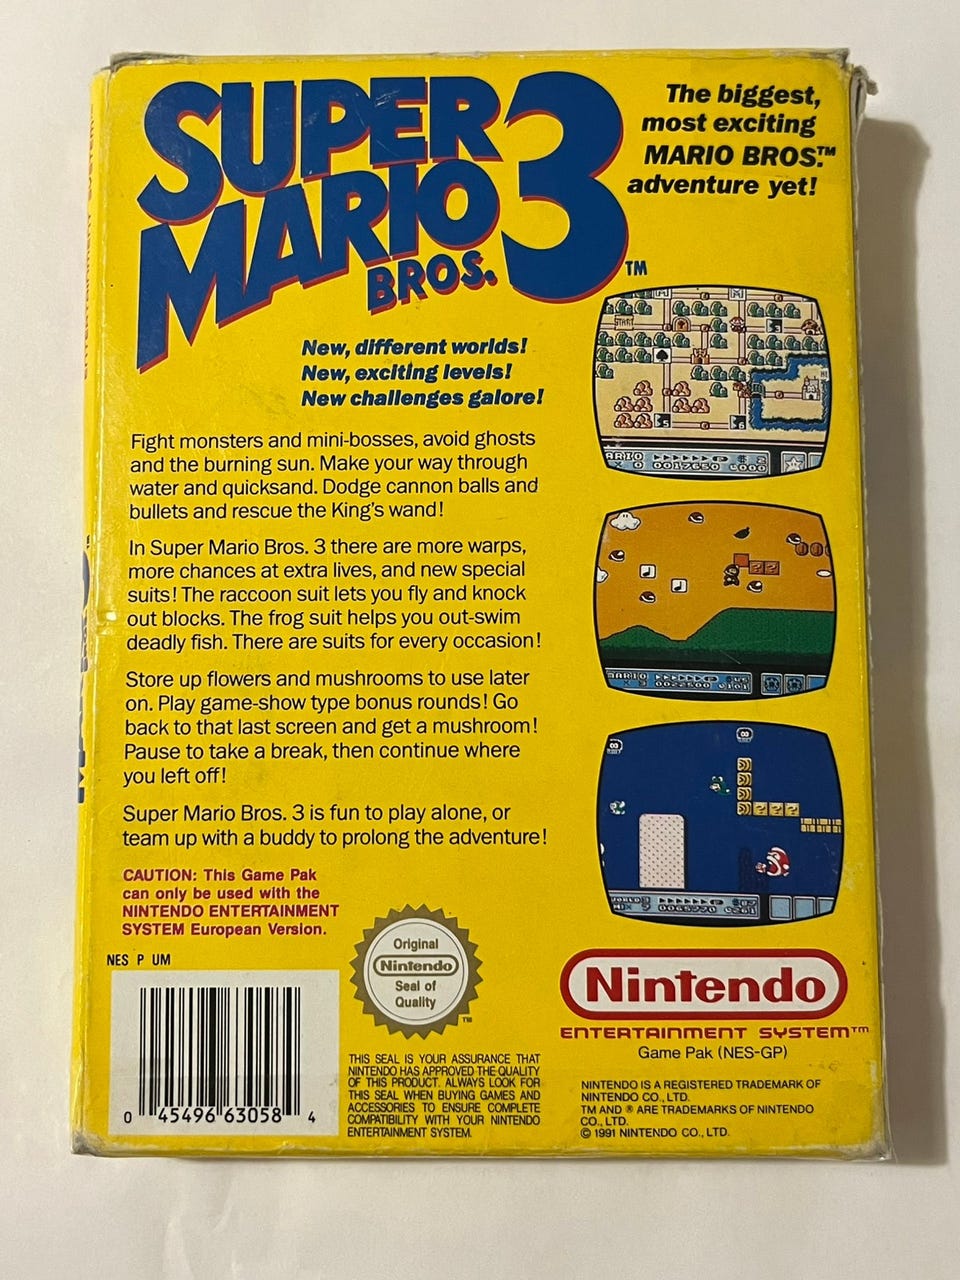 SUPER
MARIO
BROS. 3 ™
The biggest,
most exciting
MARIO BROS.™
adventure yet!
New, different worlds!
New, exciting levels!
New challenges galore!
Fight monsters and mini-bosses, avoid ghosts
and the burning sun. Make your way through
water and quicksand. Dodge cannon balls and
bullets and rescue the King's wand!
In Super Mario Bros. 3 there are more warps,
more chances at extra lives, and new special
suits! The raccoon suit lets you fly and knock
out blocks. The frog suit helps you out-swim
deadly fish. There are suits for every occasion!
Store up flowers and mushrooms to use later
on. Play game-show type bonus rounds! Go
back to that last screen and get a mushroom!
Pause to take a break, then continue where
you left off!
Super Mario Bros. 3 is fun to play alone, or
team up with a buddy to prolong the adventure!
CAUTION: This Game Pak
can only be used with the
NINTENDO ENTERTAINMENT
SYSTEM European Version.
NES P UM
0 45496 63058 4
Original
Nintendo
Seal of
Quality
™
THIS SEAL IS YOUR ASSURANCE THAT
NINTENDO HAS APPROVED THE QUALITY
OF THIS PRODUCT. ALWAYS LOOK FOR
THIS SEAL WHEN BUYING GAMES AND
ACCESSORIES TO ENSURE COMPLETE
COMPATIBILITY WITH YOUR NINTENDO
ENTERTAINMENT SYSTEM.
START
Nintendo
ENTERTAINMENT SYSTEM™
Game Pak (NES-GP)
NINTENDO IS A REGISTERED TRADEMARK OF
NINTENDO CO., LTD.
TM AND ® ARE TRADEMARKS OF NINTENDO
CO., LTD.
© 1991 NINTENDO CO., LTD.